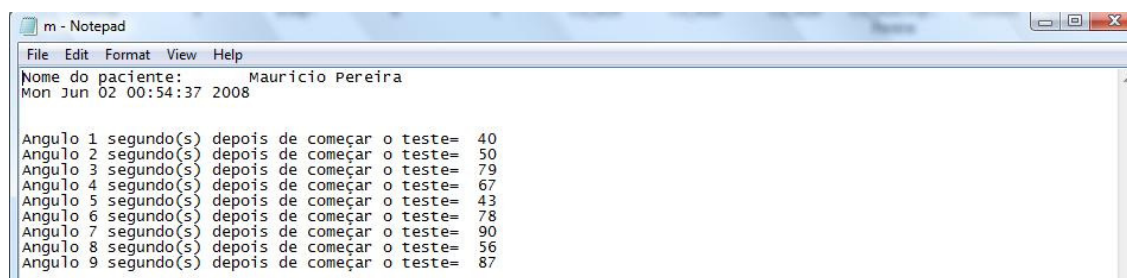 m - Notepad
File Edit Format View Help
Nome do paciente: Mauricio Pereira
Mon Jun 02 00:54:37 2008
Angulo 1 segundo(s) depois de começar o teste= 40
Angulo 2 segundo(s) depois de começar o teste= 50
Angulo 3 segundo(s) depois de começar o teste= 79
Angulo 4 segundo(s) depois de começar o teste= 67
Angulo 5 segundo(s) depois de começar o teste= 43
Angulo 6 segundo(s) depois de começar o teste= 78
Angulo 7 segundo(s) depois de começar o teste= 90
Angulo 8 segundo(s) depois de começar o teste= 56
Angulo 9 segundo(s) depois de começar o teste= 87